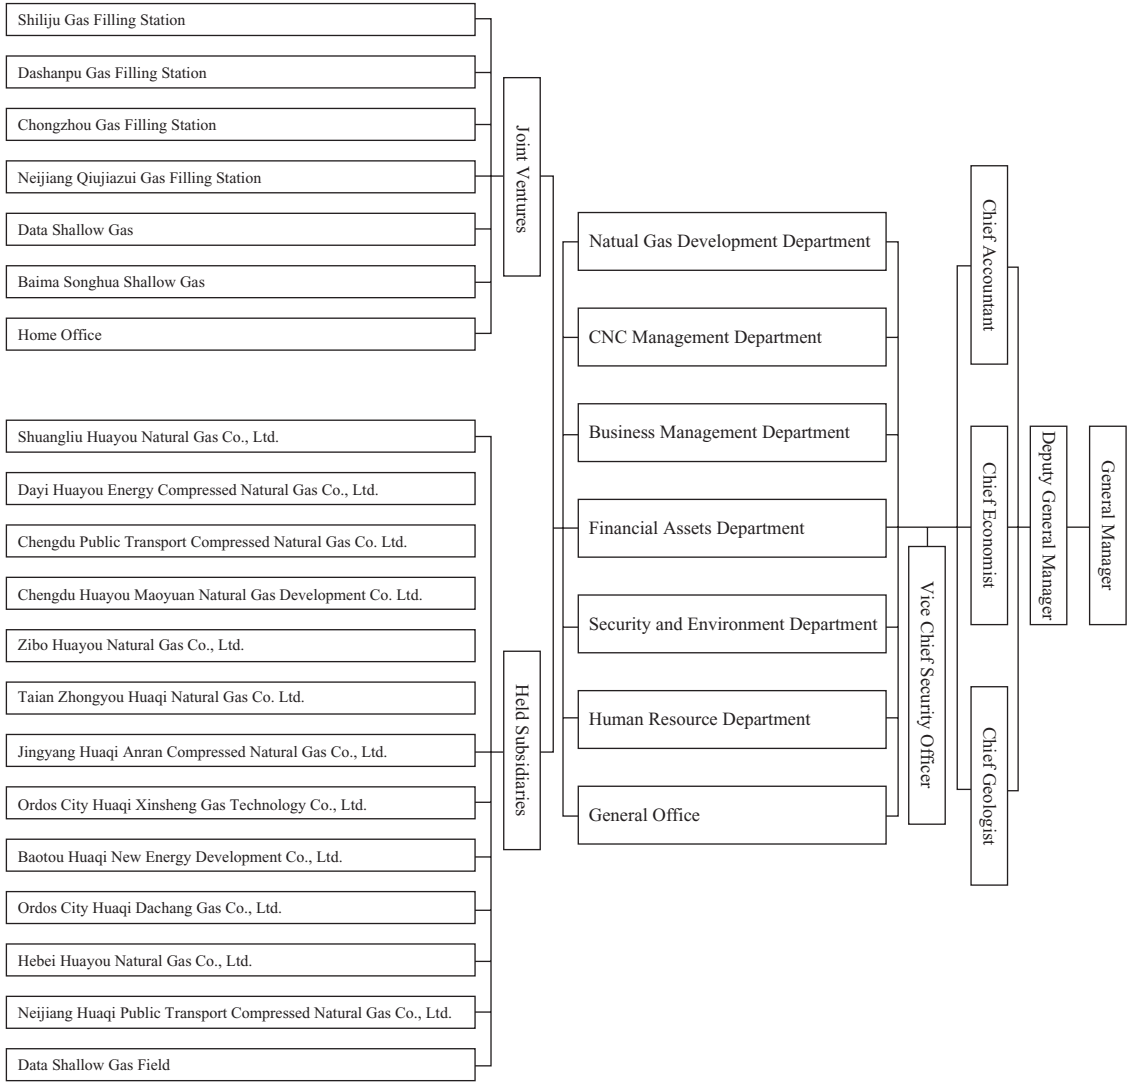 Shiliju Gas Filling Station
Dashanpu Gas Filling Station
Chongzhou Gas Filling Station
Neijiang Qiujiazui Gas Filling Station
Data Shallow Gas
Baima Songhua Shallow Gas
Home Office
Joint Ventures
Shuangliu Huayou Natural Gas Co., Ltd.
Dayi Huayou Energy Compressed Natural Gas Co., Ltd.
Chengdu Public Transport Compressed Natural Gas Co. Ltd.
Chengdu Huayou Maoyuan Natural Gas Development Co. Ltd.
Zibo Huayou Natural Gas Co., Ltd.
Taian Zhongyou Huaqi Natural Gas Co. Ltd.
Jingyang Huaqi Anran Compressed Natural Gas Co., Ltd.
Ordos City Huaqi Xinsheng Gas Technology Co., Ltd.
Baotou Huaqi New Energy Development Co., Ltd.
Ordos City Huaqi Dachang Gas Co., Ltd.
Hebei Huayou Natural Gas Co., Ltd.
Neijiang Huaqi Public Transport Compressed Natural Gas Co., Ltd.
Data Shallow Gas Field
Held Subsidiaries
Natual Gas Development Department
CNC Management Department
Business Management Department
Financial Assets Department
Security and Environment Department
Human Resource Department
General Office
Vice Chief Security Officer
Chief Accountant
Chief Economist
Chief Geologist
Deputy General Manager
General Manager